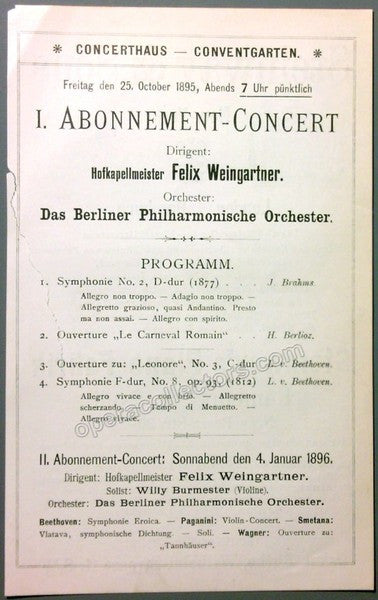 * CONCERTHAUS — CONVENTGARTEN. *
Freitag den 25. October 1895, Abends 7 Uhr pünktlich
I. ABONNEMENT-CONCERT
Dirigent:
Hofkapellmeister Felix Weingartner.
Orchester:
Das Berliner Philharmonische Orchester.
PROGRAMM.
1. Symphonie No. 2, D-dur (1877) . . . J. Brahms.
Allegro non troppo. — Adagio non troppo. —
Allegretto grazioso, quasi Andantino. Presto
ma non assai. — Allegro con spirito.
2. Ouverture „Le Carneval Romain“ . . H. Berlioz.
3. Ouverture zu: „Leonore“, No. 3, C-dur L. v. Beethoven.
4. Symphonie F-dur, No. 8, op. 93, (1812) L. v. Beethoven.
Allegro vivace e con brio. — Allegretto
scherzando. — Tempo di Menuetto. —
Allegro vivace.
operacollectors.com
II. Abonnement-Concert: Sonnabend den 4. Januar 1896.
Dirigent: Hofkapellmeister Felix Weingartner.
Solist: Willy Burmester (Violine).
Orchester: Das Berliner Philharmonische Orchester.
Beethoven: Symphonie Eroica. — Paganini: Violin-Concert. — Smetana:
Vlatava, symphonische Dichtung. — Soli. — Wagner: Ouverture zu:
„Tannhäuser“.